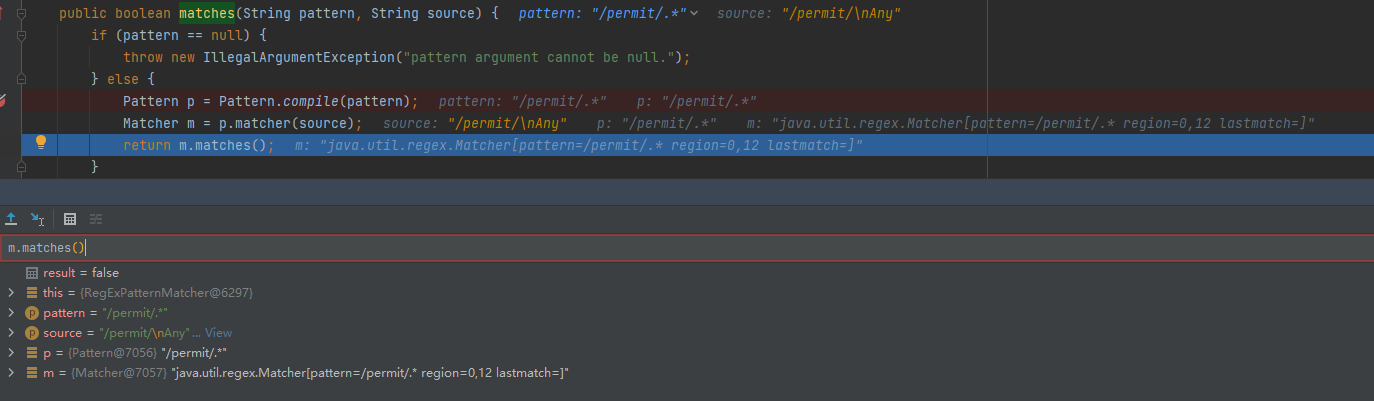 public boolean matches(String pattern, String source) { pattern: "/permit/.*" source: "/permit/\nAny"
if (pattern == null) {
throw new IllegalArgumentException("pattern argument cannot be null.");
} else {
Pattern p = Pattern.compile(pattern); pattern: "/permit/.*" p: "/permit/.*"
Matcher m = p.matcher(source); source: "/permit/\nAny" p: "/permit/.*" m: "java.util.regex.Matcher[pattern=/permit/.* region=0,12 lastmatch=]"
return m.matches(); m: "java.util.regex.Matcher[pattern=/permit/.* region=0,12 lastmatch=]"
}
m.matches()
result = false
this = {RegExPatternMatcher@6297}
pattern = "/permit/.*"
source = "/permit/\nAny"... View
p = {Pattern@7056} "/permit/.*"
m = {Matcher@7057} "java.util.regex.Matcher[pattern=/permit/.* region=0,12 lastmatch=]"